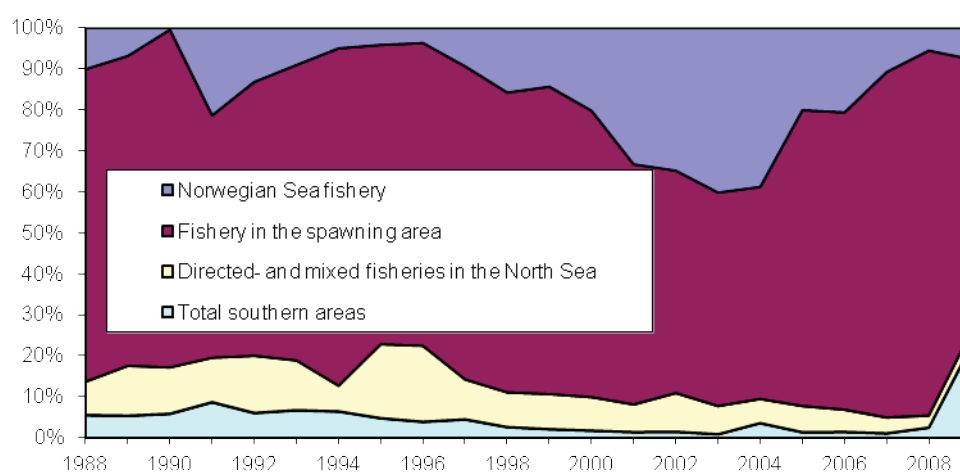 100%
90%
80%
70%
60%
50%
40%
30%
20%
10%
0%
Norwegian Sea fishery
Fishery in the spawning area
Directed- and mixed fisheries in the North Sea
Total southern areas
1988 1990 1992 1994 1996 1998 2000 2002 2004 2006 2008